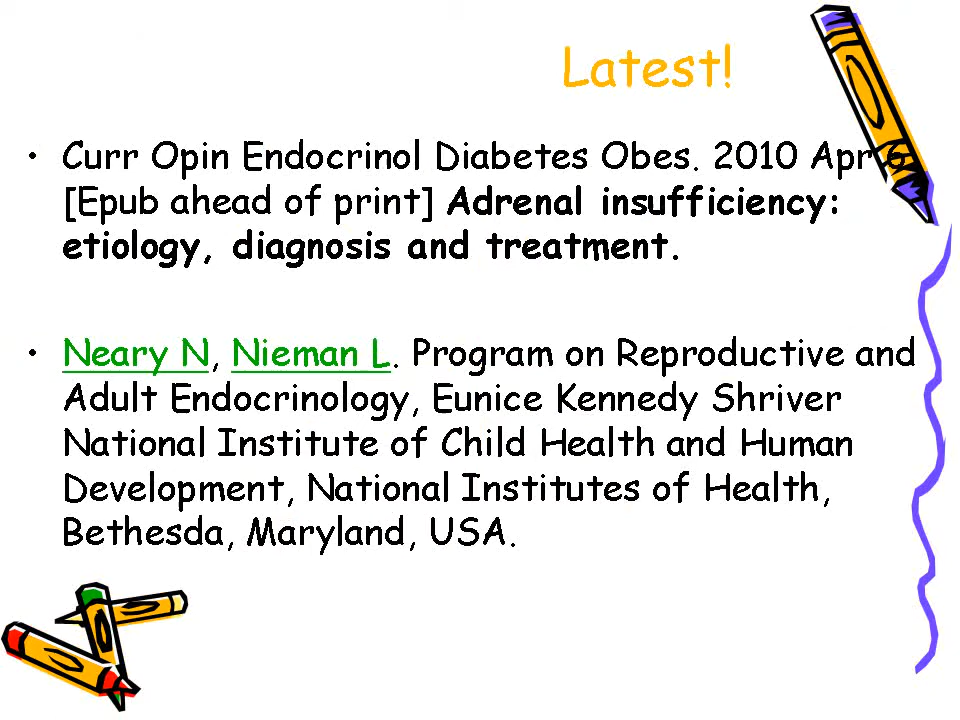 Latest!
• Curr Opin Endocrinol Diabetes Obes. 2010 Apr 6.
[Epub ahead of print] Adrenal insufficiency:
etiology, diagnosis and treatment.
• Neary N, Nieman L. Program on Reproductive and
Adult Endocrinology, Eunice Kennedy Shriver
National Institute of Child Health and Human
Development, National Institutes of Health,
Bethesda, Maryland, USA.